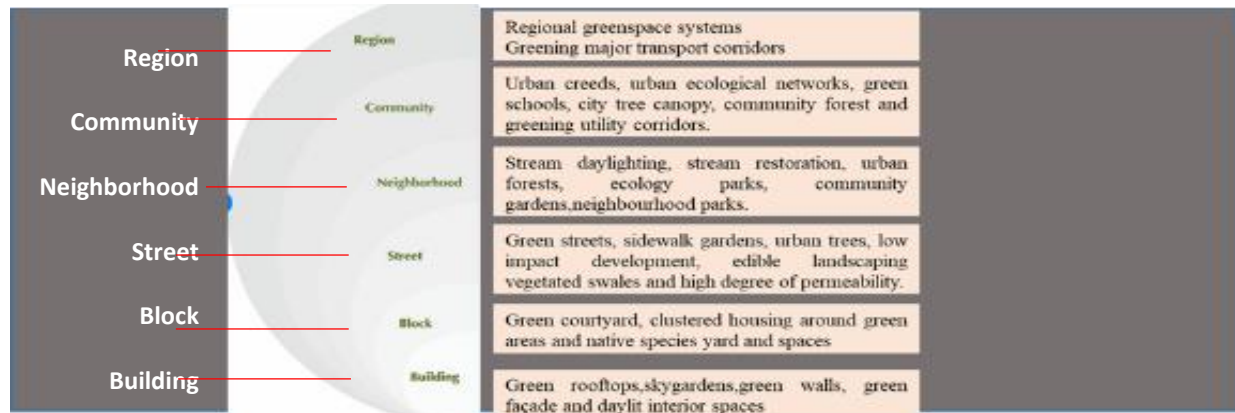 Region
Region
Regional greenspace systems
Greening major transport corridors
Community
Community
Urban creeds, urban ecological networks, green
schools, city tree canopy, community forest and
greening utility corridors.
Neighborhood
Neighborhood
Stream daylighting, stream restoration, urban
forests, ecology parks, community
gardens,neighbourhood parks.
Street
Street
Green streets, sidewalk gardens, urban trees, low
impact development, edible landscaping
vegetated swales and high degree of permeability.
Block
Block
Green courtyard, clustered housing around green
areas and native species yard and spaces
Building
Building
Green rooftops,skygardens,green walls, green
façade and daylit interior spaces